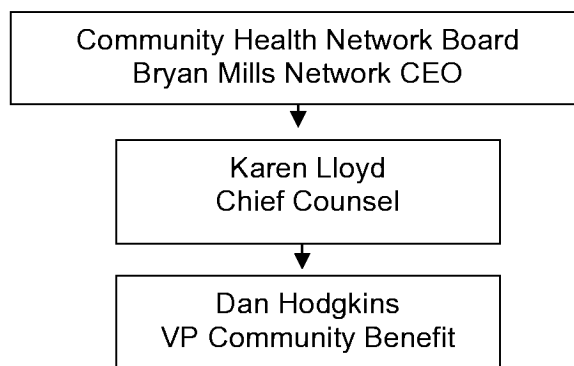 Community Health Network Board
Bryan Mills Network CEO
Karen Lloyd
Chief Counsel
Dan Hodgkins
VP Community Benefit